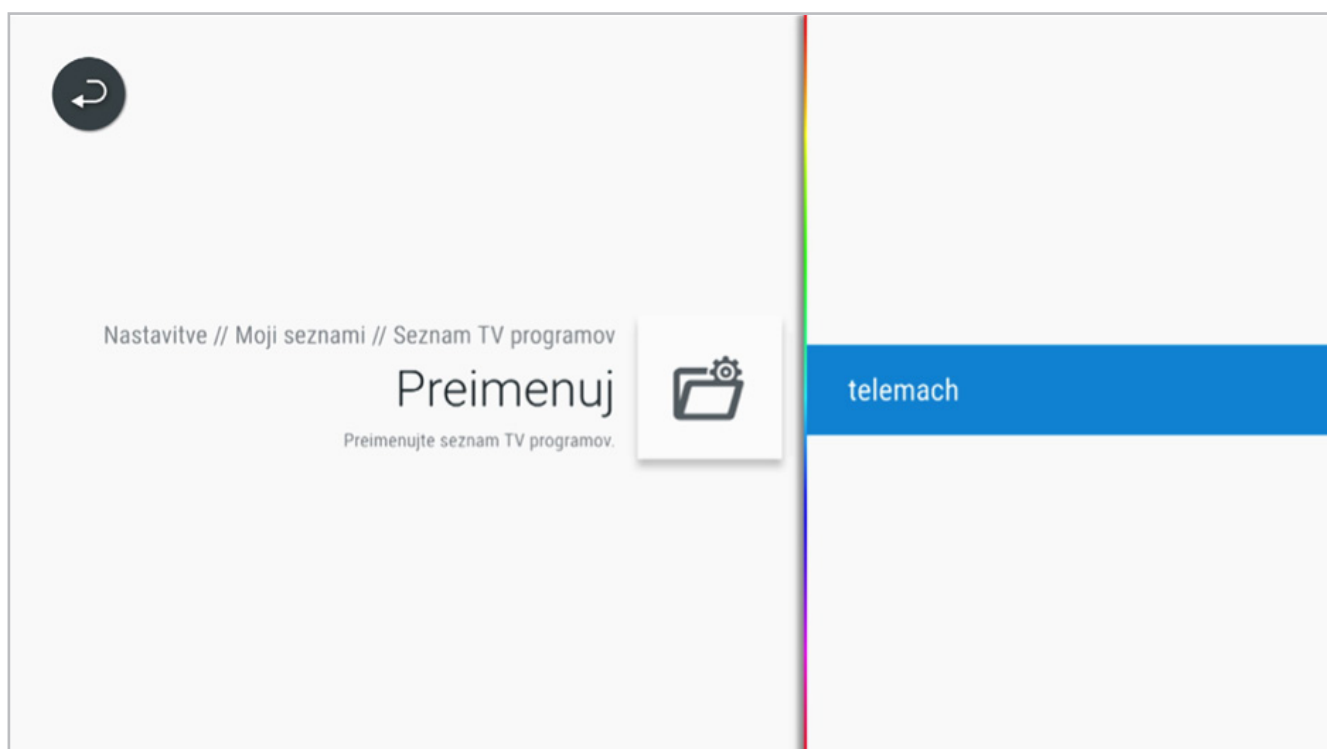 Nastavitve // Moji seznami // Seznam TV programov
Preimenuj
Preimenujte seznam TV programov.
telemach